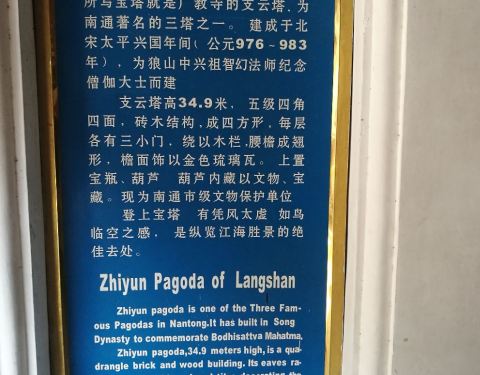 所写宝塔就是广教寺的支云塔,为
南通著名的三塔之一。 建成于北
宋太平兴国年间(公元976~983
年),为狼山中兴祖智幻法师纪念
僧伽大士而建
支云塔高34.9米, 五级四角
四面,砖木结构,成四方形,每层
各有三小门,绕以木栏,腰檐成翘
形,檐面饰以金色琉璃瓦。上置
宝瓶、葫芦 葫芦内藏以文物、宝
藏。现为南通市级文物保护单位
登上宝塔 有凭风太虚 如鸟
临空之感, 是纵览江海胜景的绝
佳去处。
Zhiyun Pagoda of Langshan
Zhiyun pagoda is one of the Three Fam-
ous Pagodas in Nantong.It has built in Song
Dynasty to commemorate Bodhisattva Mahatma.
Zhiyun pagoda,34.9 meters high,is a qua-
drangle brick and wood building. Its eaves ra-